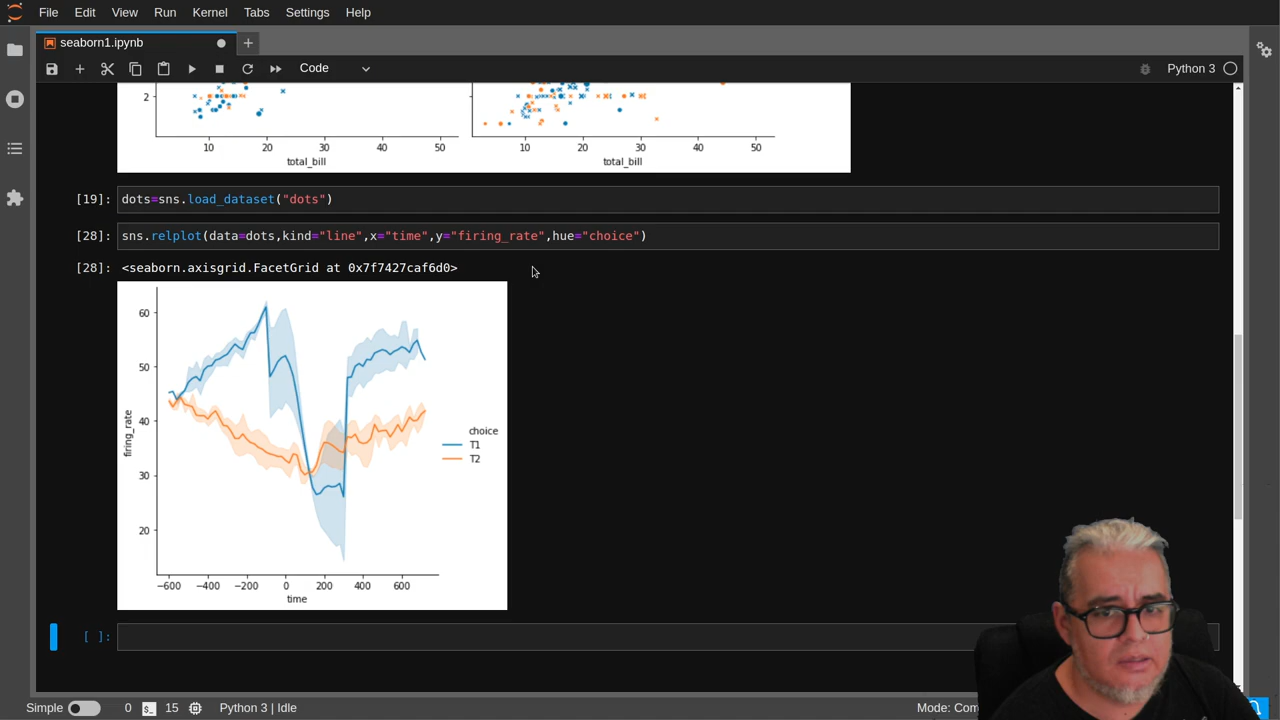 File Edit View Run Kernel Tabs Settings Help
seaborn1.ipynb
Code
Python 3
2
10 20 30 40 50
10 20 30 40 50
total_bill
total_bill
[19]: dots=sns.load_dataset("dots")
[28]: sns.relplot(data=dots,kind="line",x="time",y="firing_rate",hue="choice")
[28]: <seaborn.axisgrid.FacetGrid at 0x7f7427caf6d0>
60
50
40
30
20
firing_rate
choice
T1
T2
−600 −400 −200 0 200 400 600
time
[ ]:
Simple 0 15 Python 3 | Idle Mode: Com